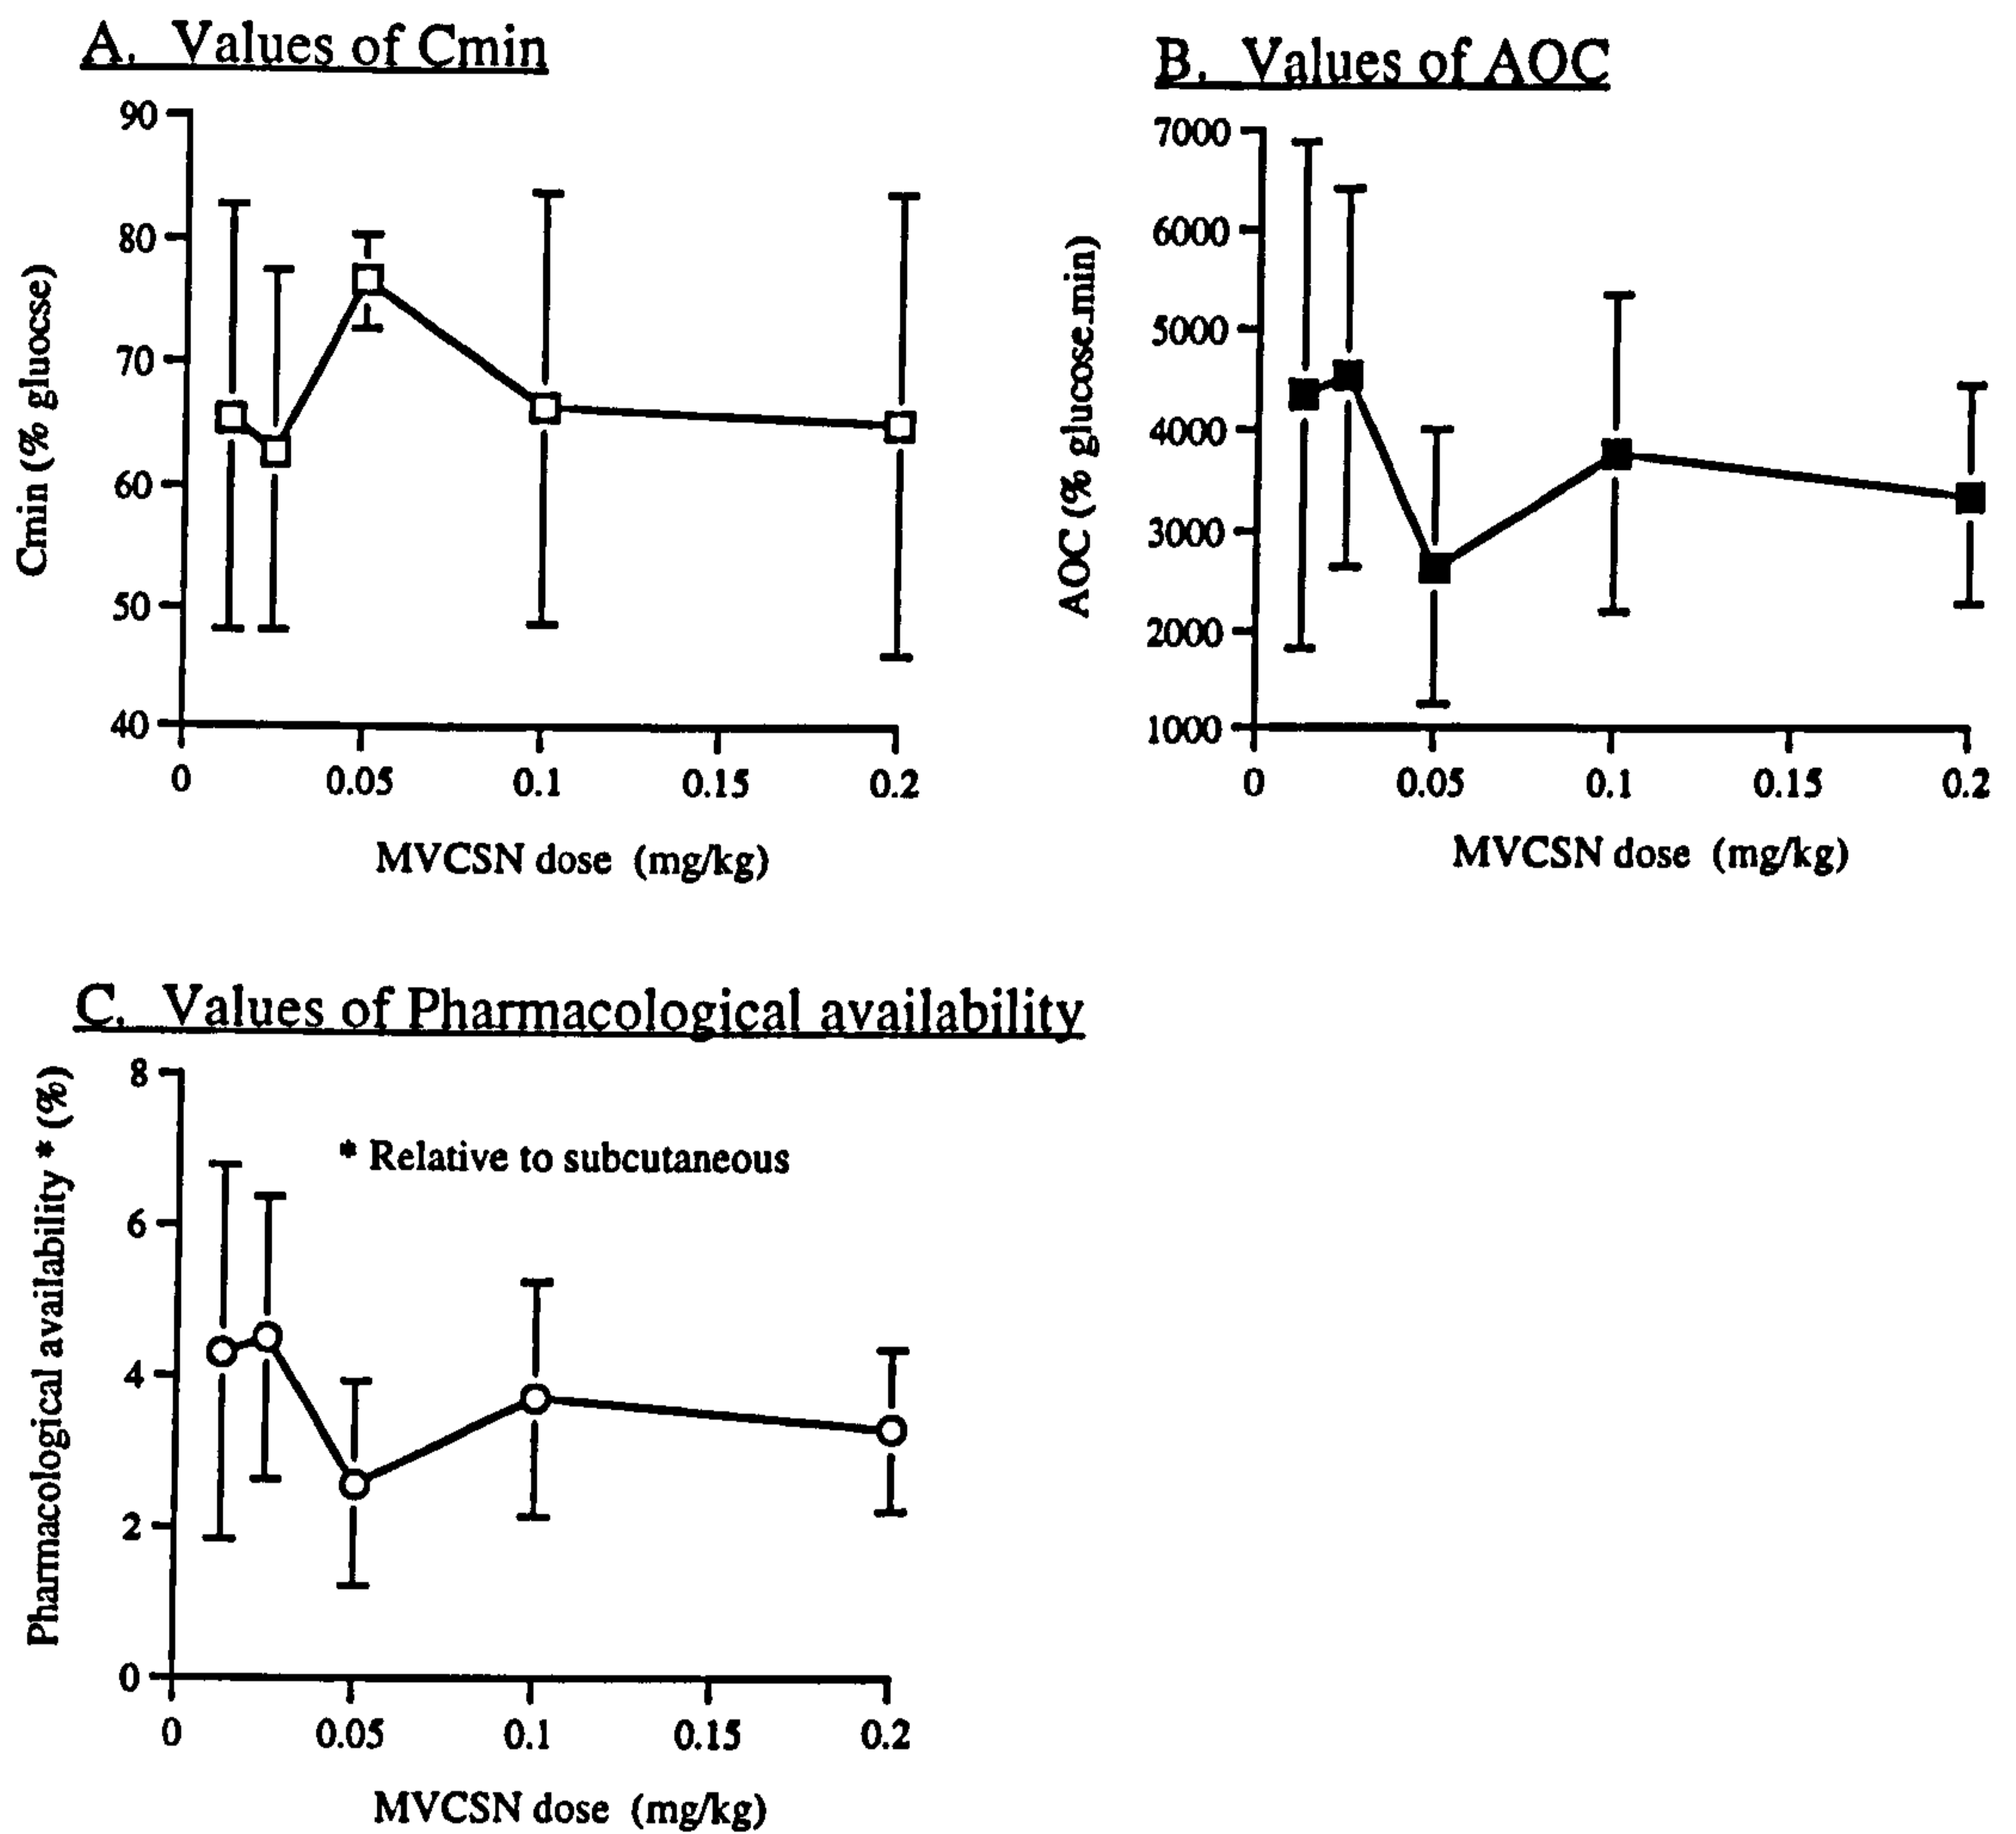 A. Values of Cmin
90
80
70
60
50
40
Cmin (% glucose)
0 0.05 0.1 0.15 0.2
MVCSN dose (mg/kg)
B. Values of AOC
7000
6000
5000
4000
3000
2000
1000
AOC (% glucose.min)
0 0.05 0.1 0.15 0.2
MVCSN dose (mg/kg)
C. Values of Pharmacological availability
8
6
4
2
0
Pharmacological availability * (%)
* Relative to subcutaneous
0 0.05 0.1 0.15 0.2
MVCSN dose (mg/kg)